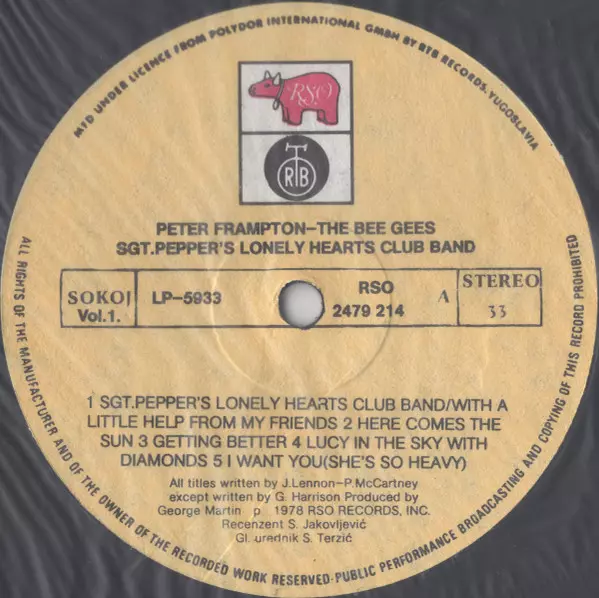 MFD UNDER LICENCE FROM POLYDOR INTERNATIONAL GMBH BY RTB RECORDS, YUGOSLAVIA
RSO
RTB
PETER FRAMPTON—THE BEE GEES
SGT.PEPPER'S LONELY HEARTS CLUB BAND
SOKOJ
Vol.1.
LP—5933
RSO
2479 214
A
STEREO
33
1 SGT.PEPPER'S LONELY HEARTS CLUB BAND/WITH A
LITTLE HELP FROM MY FRIENDS 2 HERE COMES THE
SUN 3 GETTING BETTER 4 LUCY IN THE SKY WITH
DIAMONDS 5 I WANT YOU(SHE'S SO HEAVY)
All titles written by J.Lennon—P.McCartney
except written by G. Harrison Produced by
George Martin p 1978 RSO RECORDS, INC.
Recenzent S. Jakovljević
Gl. urednik S. Terzić
ALL RIGHTS OF THE MANUFACTURER AND OF THE OWNER OF THE RECORDED WORK RESERVED·PUBLIC PERFORMANCE BROADCASTING AND COPYING OF THIS RECORD PROHIBITED